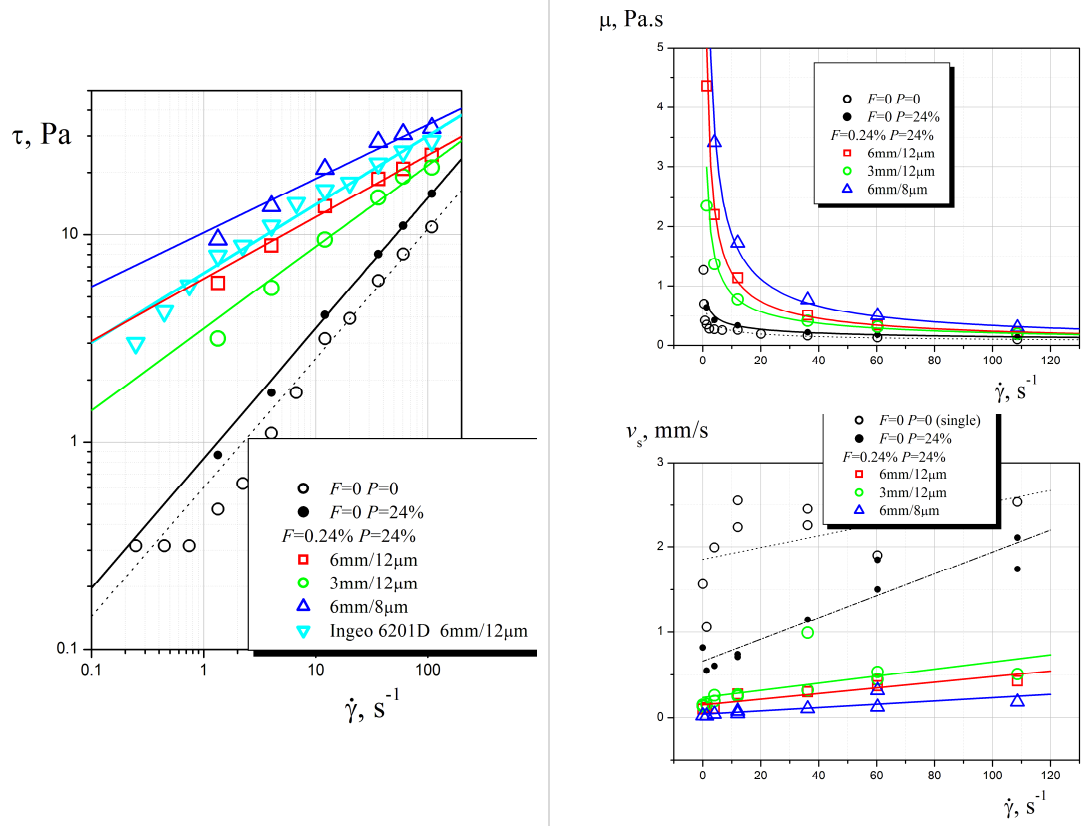 τ, Pa
10
1
0.1
0.1
1
10
100
γ̇, s⁻¹
F=0 P=0
F=0 P=24%
F=0.24% P=24%
6mm/12μm
3mm/12μm
6mm/8μm
Ingeo 6201D 6mm/12μm
μ, Pa.s
5
4
3
2
1
0
0
20
40
60
80
100
120
γ̇, s⁻¹
F=0 P=0
F=0 P=24%
F=0.24% P=24%
6mm/12μm
3mm/12μm
6mm/8μm
vₛ, mm/s
3
2
1
0
0
20
40
60
80
100
120
γ̇, s⁻¹
F=0 P=0 (single)
F=0 P=24%
F=0.24% P=24%
6mm/12μm
3mm/12μm
6mm/8μm